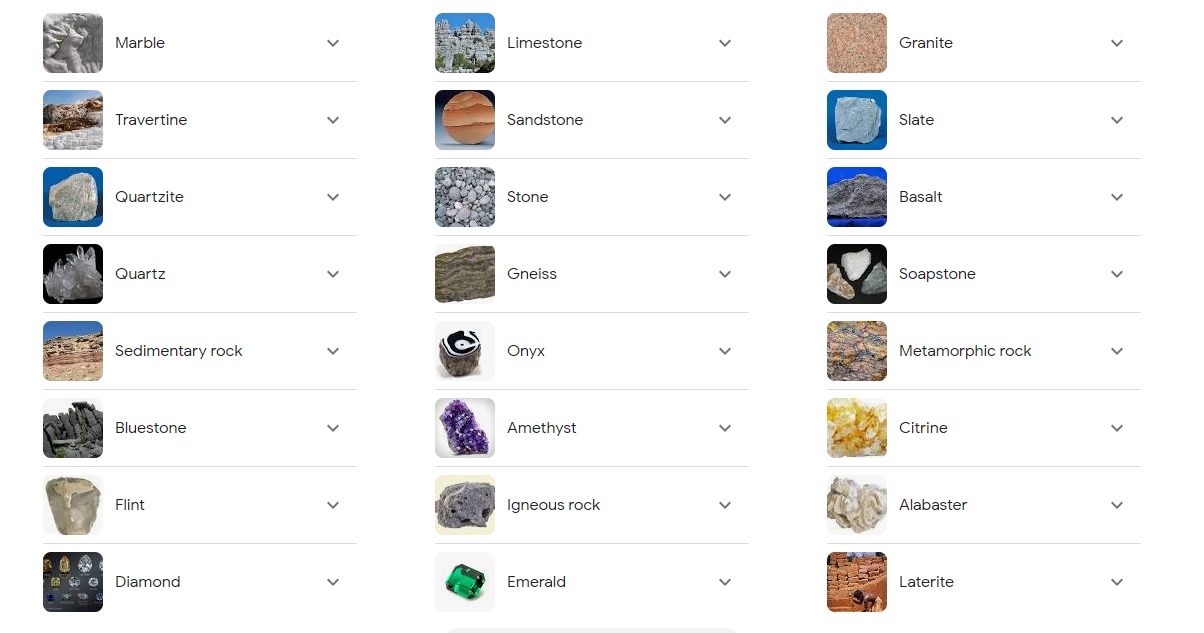 Marble
Limestone
Granite
Travertine
Sandstone
Slate
Quartzite
Stone
Basalt
Quartz
Gneiss
Soapstone
Sedimentary rock
Onyx
Metamorphic rock
Bluestone
Amethyst
Citrine
Flint
Igneous rock
Alabaster
Diamond
Emerald
Laterite